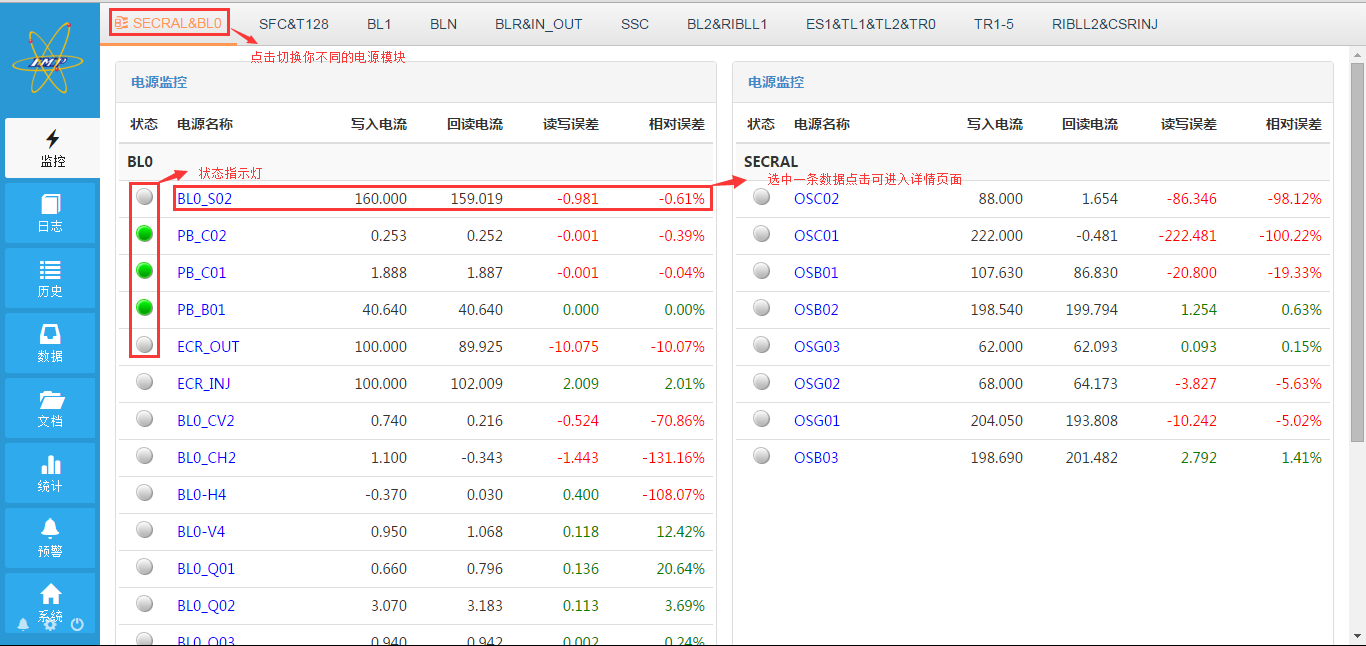 IMP
SECRAL&BL0 SFC&T128 BL1 BLN BLR&IN_OUT SSC BL2&RIBLL1 ES1&TL1&TL2&TR0 TR1-5 RIBLL2&CSRINJ
点击切换你不同的电源模块
监控
日志
历史
数据
文档
统计
预警
系统
电源监控
状态 电源名称 写入电流 回读电流 读写误差 相对误差
BL0
状态指示灯
BL0_S02 160.000 159.019 -0.981 -0.61%
PB_C02 0.253 0.252 -0.001 -0.39%
PB_C01 1.888 1.887 -0.001 -0.04%
PB_B01 40.640 40.640 0.000 0.00%
ECR_OUT 100.000 89.925 -10.075 -10.07%
ECR_INJ 100.000 102.009 2.009 2.01%
BL0_CV2 0.740 0.216 -0.524 -70.86%
BL0_CH2 1.100 -0.343 -1.443 -131.16%
BL0-H4 -0.370 0.030 0.400 -108.07%
BL0-V4 0.950 1.068 0.118 12.42%
BL0_Q01 0.660 0.796 0.136 20.64%
BL0_Q02 3.070 3.183 0.113 3.69%
BL0_Q03 0.940 0.942 0.002 0.24%
电源监控
状态 电源名称 写入电流 回读电流 读写误差 相对误差
SECRAL
选中一条数据点击可进入详情页面
OSC02 88.000 1.654 -86.346 -98.12%
OSC01 222.000 -0.481 -222.481 -100.22%
OSB01 107.630 86.830 -20.800 -19.33%
OSB02 198.540 199.794 1.254 0.63%
OSG03 62.000 62.093 0.093 0.15%
OSG02 68.000 64.173 -3.827 -5.63%
OSG01 204.050 193.808 -10.242 -5.02%
OSB03 198.690 201.482 2.792 1.41%